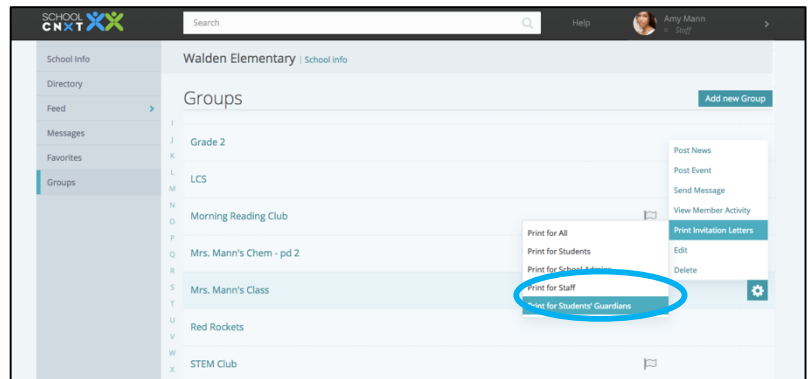 SCHOOL
CNXT
Search
Help
Amy Mann
Staff
School Info
Directory
Feed
Messages
Favorites
Groups
Walden Elementary | School info
Groups
Add new Group
I
J
K
L
M
N
O
P
Q
R
S
T
U
V
W
X
Grade 2
LCS
Morning Reading Club
Mrs. Mann's Chem - pd 2
Mrs. Mann's Class
Red Rockets
STEM Club
Post News
Post Event
Send Message
View Member Activity
Print Invitation Letters
Edit
Delete
Print for All
Print for Students
Print for School Admins
Print for Staff
Print for Students' Guardians